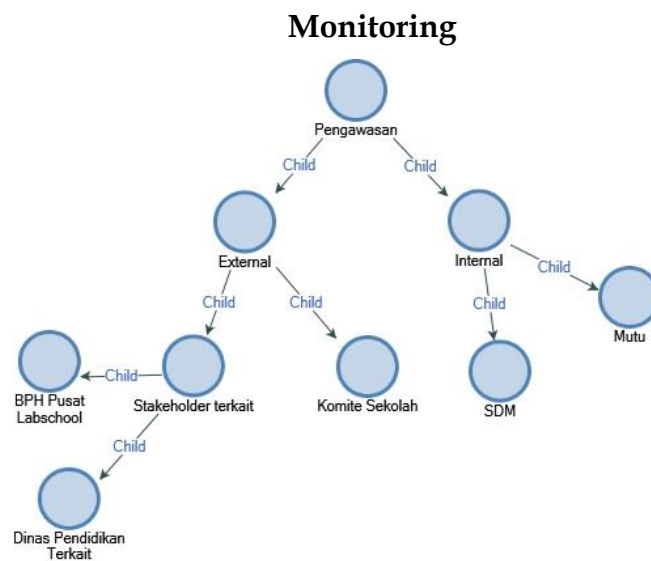 Monitoring
Pengawasan
Child
Child
External
Internal
Child
Child
Child
Child
Mutu
BPH Pusat
Labschool
Child
Stakeholder terkait
Komite Sekolah
SDM
Child
Dinas Pendidikan
Terkait